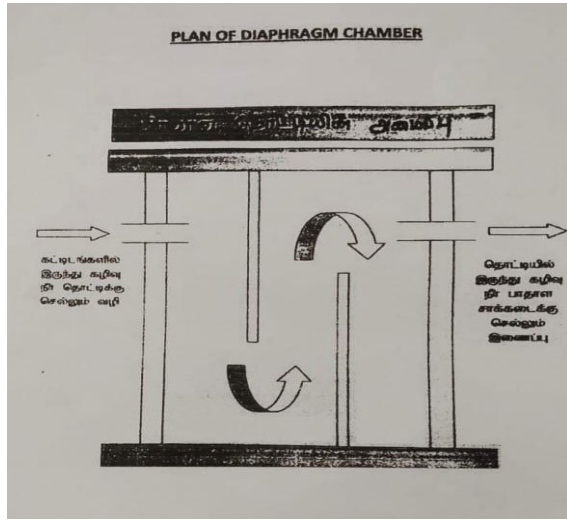 PLAN OF DIAPHRAGM CHAMBER
அமைப்பு
கட்டிடங்களில்
இருந்து கழிவு
நீர் தொட்டிக்கு
செல்லும் வழி
தொட்டியில்
இருந்து கழிவு
நீர் பாதாள
சாக்கடைக்கு
செல்லும்
இணைப்பு